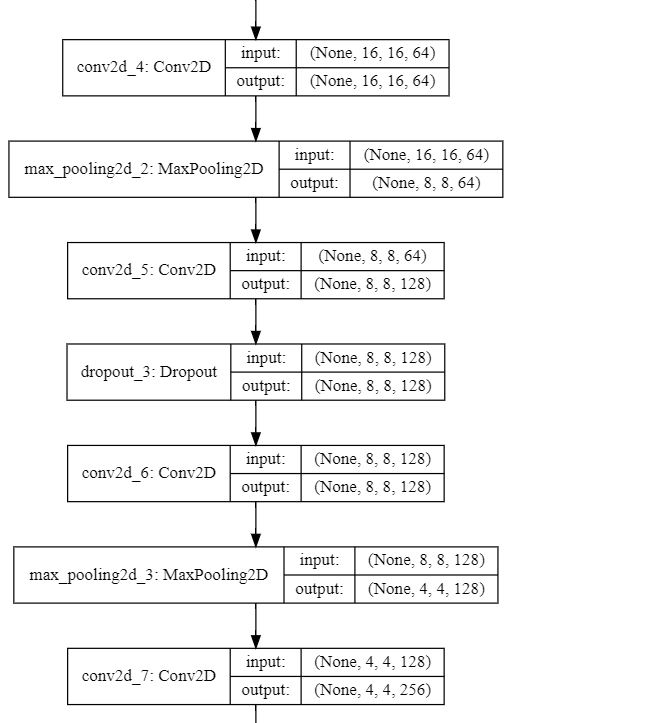 conv2d_4: Conv2D
input: (None, 16, 16, 64)
output: (None, 16, 16, 64)
max_pooling2d_2: MaxPooling2D
input: (None, 16, 16, 64)
output: (None, 8, 8, 64)
conv2d_5: Conv2D
input: (None, 8, 8, 64)
output: (None, 8, 8, 128)
dropout_3: Dropout
input: (None, 8, 8, 128)
output: (None, 8, 8, 128)
conv2d_6: Conv2D
input: (None, 8, 8, 128)
output: (None, 8, 8, 128)
max_pooling2d_3: MaxPooling2D
input: (None, 8, 8, 128)
output: (None, 4, 4, 128)
conv2d_7: Conv2D
input: (None, 4, 4, 128)
output: (None, 4, 4, 256)